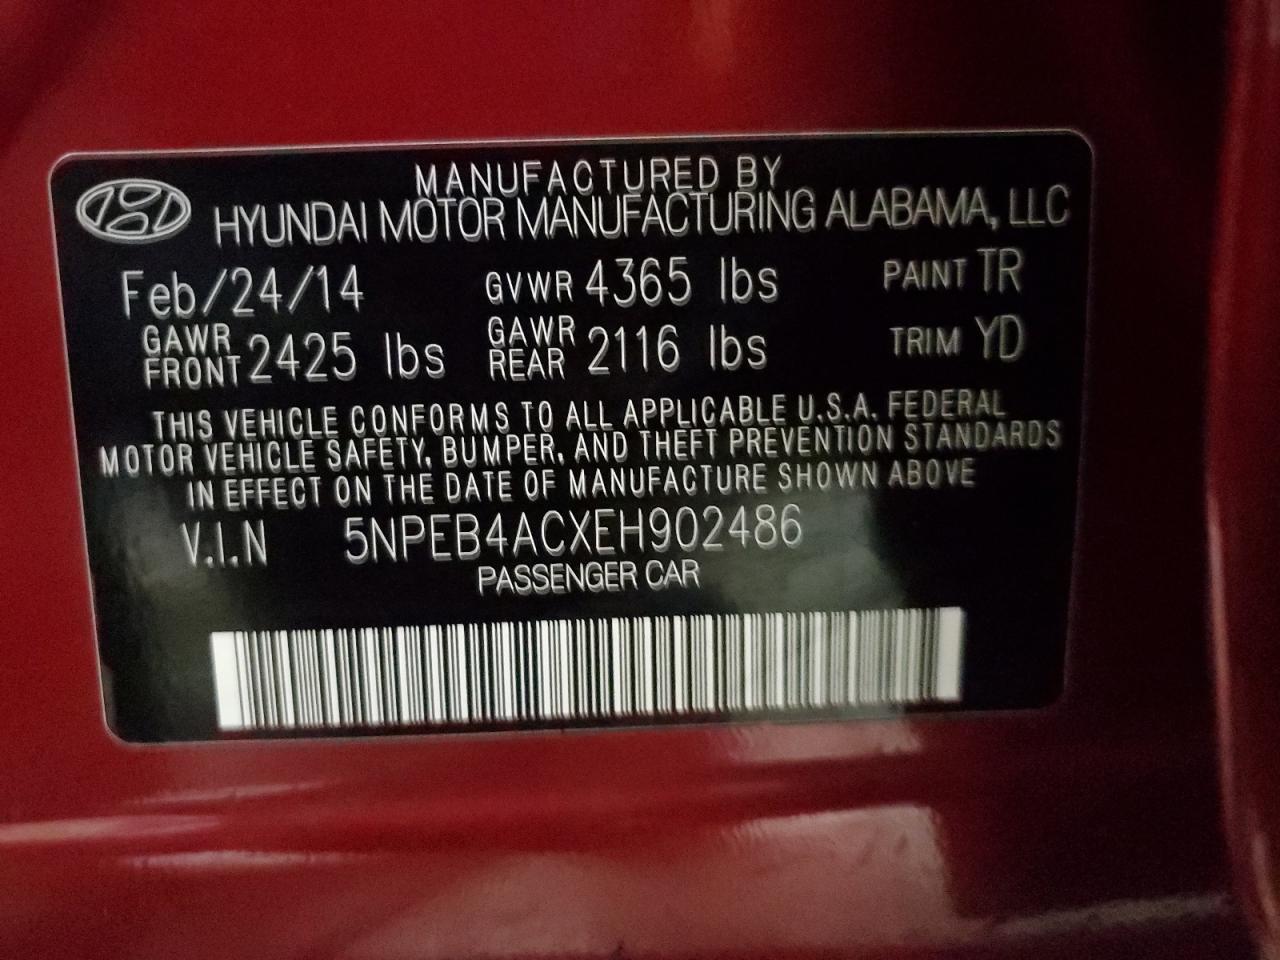 MANUFACTURED BY
HYUNDAI MOTOR MANUFACTURING ALABAMA, LLC
Feb/24/14 GVWR 4365 lbs PAINT TR
GAWR FRONT 2425 lbs GAWR REAR 2116 lbs TRIM YD
THIS VEHICLE CONFORMS TO ALL APPLICABLE U.S.A. FEDERAL
MOTOR VEHICLE SAFETY, BUMPER, AND THEFT PREVENTION STANDARDS
IN EFFECT ON THE DATE OF MANUFACTURE SHOWN ABOVE
V.I.N 5NPEB4ACXEH902486
PASSENGER CAR